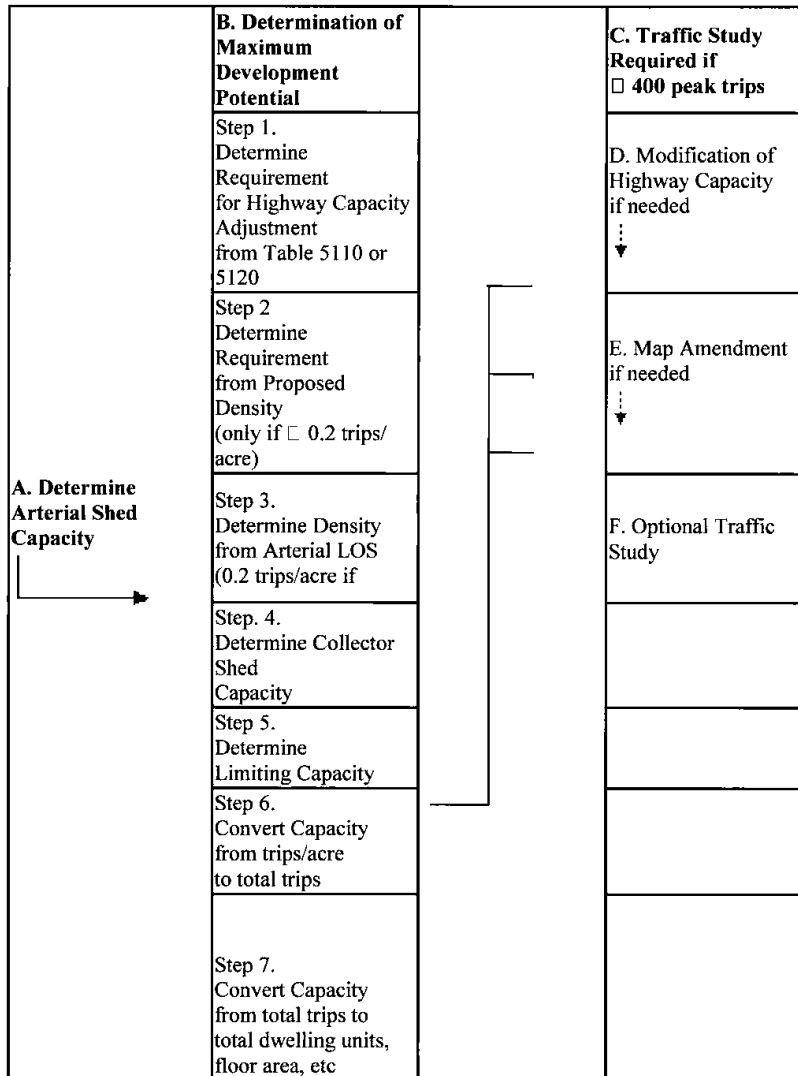 A. Determine
Arterial Shed
Capacity
B. Determination of
Maximum
Development
Potential
Step 1.
Determine
Requirement
for Highway Capacity
Adjustment
from Table 5110 or
5120
Step 2
Determine
Requirement
from Proposed
Density
(only if □ 0.2 trips/
acre)
Step 3.
Determine Density
from Arterial LOS
(0.2 trips/acre if
Step. 4.
Determine Collector
Shed
Capacity
Step 5.
Determine
Limiting Capacity
Step 6.
Convert Capacity
from trips/acre
to total trips
Step 7.
Convert Capacity
from total trips to
total dwelling units,
floor area, etc
C. Traffic Study
Required if
□ 400 peak trips
D. Modification of
Highway Capacity
if needed
E. Map Amendment
if needed
F. Optional Traffic
Study